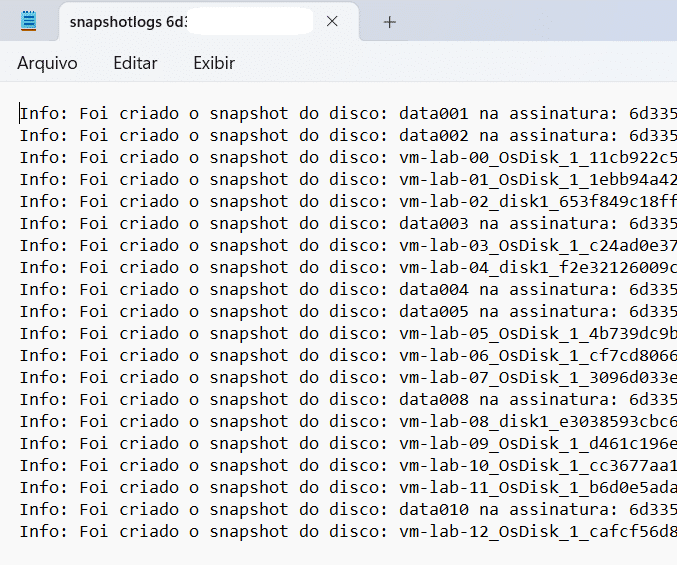 snapshotlogs 6d3
Arquivo Editar Exibir
Info: Foi criado o snapshot do disco: data001 na assinatura: 6d335
Info: Foi criado o snapshot do disco: data002 na assinatura: 6d335
Info: Foi criado o snapshot do disco: vm-lab-00_OsDisk_1_11cb922c5
Info: Foi criado o snapshot do disco: vm-lab-01_OsDisk_1_1ebb94a42
Info: Foi criado o snapshot do disco: vm-lab-02_disk1_653f849c18ff
Info: Foi criado o snapshot do disco: data003 na assinatura: 6d335
Info: Foi criado o snapshot do disco: vm-lab-03_OsDisk_1_c24ad0e37
Info: Foi criado o snapshot do disco: vm-lab-04_disk1_f2e32126009c
Info: Foi criado o snapshot do disco: data004 na assinatura: 6d335
Info: Foi criado o snapshot do disco: data005 na assinatura: 6d335
Info: Foi criado o snapshot do disco: vm-lab-05_OsDisk_1_4b739dc9b
Info: Foi criado o snapshot do disco: vm-lab-06_OsDisk_1_cf7cd8066
Info: Foi criado o snapshot do disco: vm-lab-07_OsDisk_1_3096d033e
Info: Foi criado o snapshot do disco: data008 na assinatura: 6d335
Info: Foi criado o snapshot do disco: vm-lab-08_disk1_e3038593cbc6
Info: Foi criado o snapshot do disco: vm-lab-09_OsDisk_1_d461c196e
Info: Foi criado o snapshot do disco: vm-lab-10_OsDisk_1_cc3677aa1
Info: Foi criado o snapshot do disco: vm-lab-11_OsDisk_1_b6d0e5ada
Info: Foi criado o snapshot do disco: data010 na assinatura: 6d335
Info: Foi criado o snapshot do disco: vm-lab-12_OsDisk_1_cafcf56d8